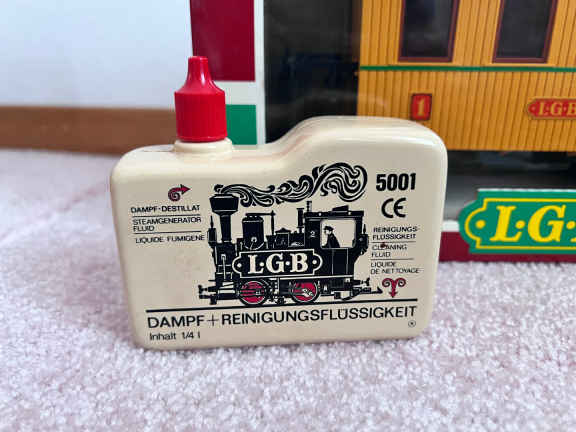 1
L·G·B
5001
CE
DAMPF-DESTILLAT
STEAMGENERATOR
FLUID
LIQUIDE FUMIGENE
2
L·G·B·
REINIGUNGS-
FLÜSSIGKEIT
CLEANING
FLUID
LIQUIDE
DE NETTOYAGE
DAMPF+REINIGUNGSFLÜSSIGKEIT
Inhalt 1/4 l
®
·L·G·B